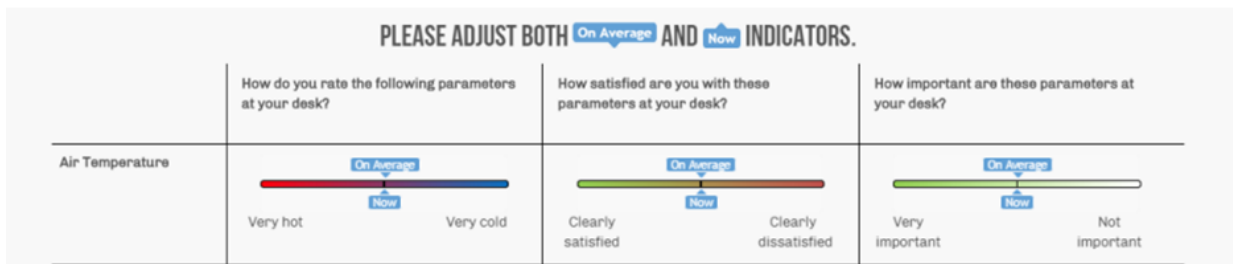 PLEASE ADJUST BOTH On Average AND Now INDICATORS.
How do you rate the following parameters
at your desk?
How satisfied are you with these
parameters at your desk?
How important are these parameters at
your desk?
Air Temperature
On Average
Now
Very hot
Very cold
On Average
Now
Clearly
satisfied
Clearly
dissatisfied
On Average
Now
Very
important
Not
important